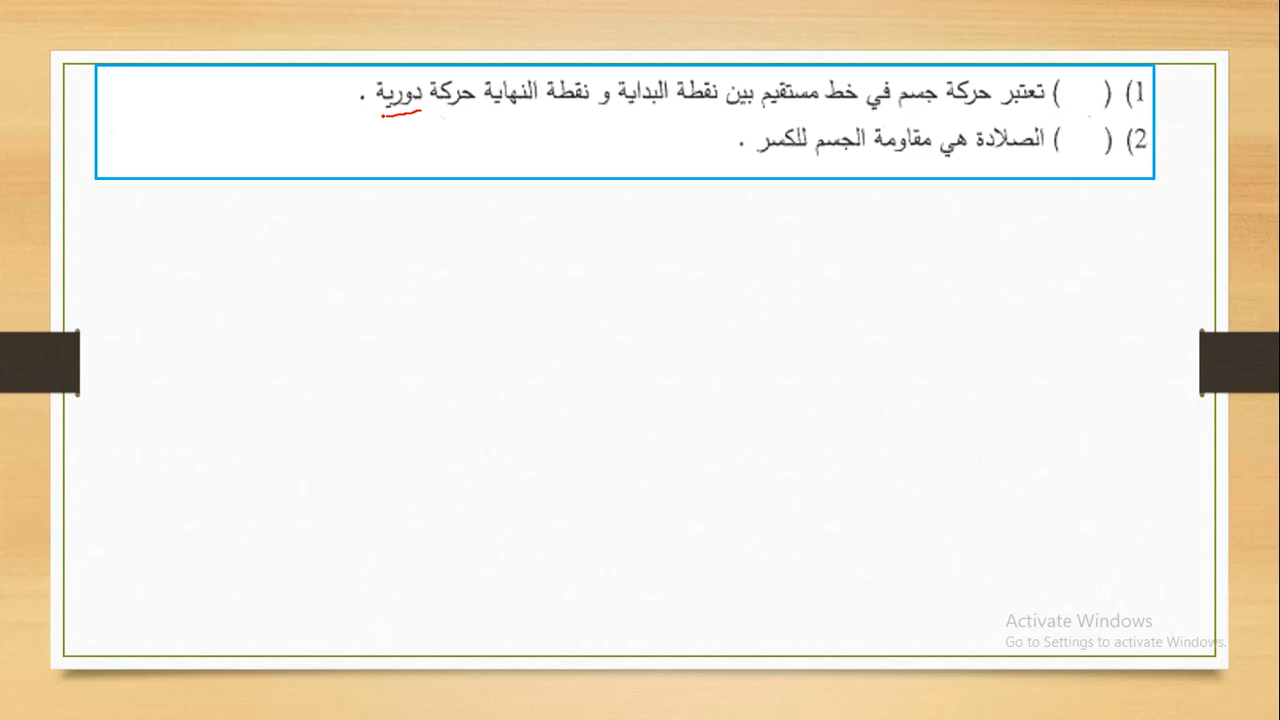 1) (     ) تعتبر حركة جسم في خط مستقيم بين نقطة البداية و نقطة النهاية حركة دورية .
2) (     ) الصلادة هي مقاومة الجسم للكسر .
Activate Windows
Go to Settings to activate Windows.